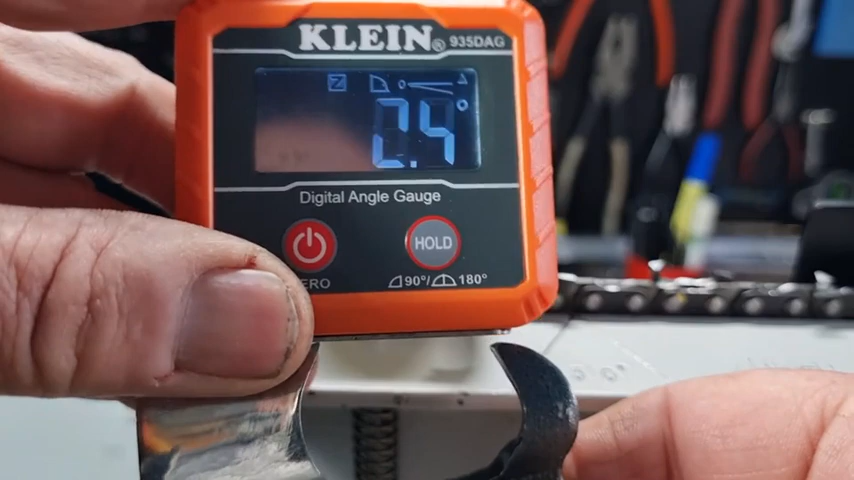 KLEIN® 935DAG
Z
2.4°
Digital Angle Gauge
HOLD
ERO
90°/ 180°